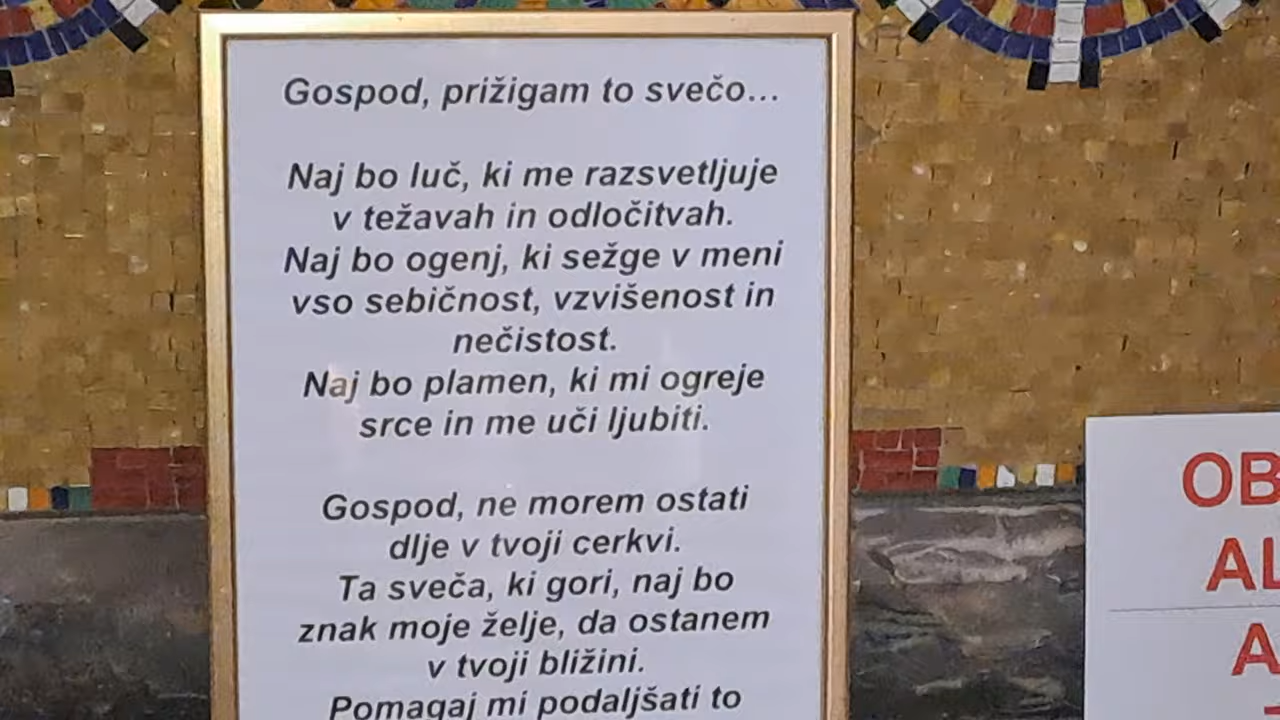 Gospod, prižigam to svečo...
Naj bo luč, ki me razsvetljuje
v težavah in odločitvah.
Naj bo ogenj, ki sežge v meni
vso sebičnost, vzvišenost in
nečistost.
Naj bo plamen, ki mi ogreje
srce in me uči ljubiti.
Gospod, ne morem ostati
dlje v tvoji cerkvi.
Ta sveča, ki gori, naj bo
znak moje želje, da ostanem
v tvoji bližini.
Pomagaj mi podaljšati to
OB
AL
A